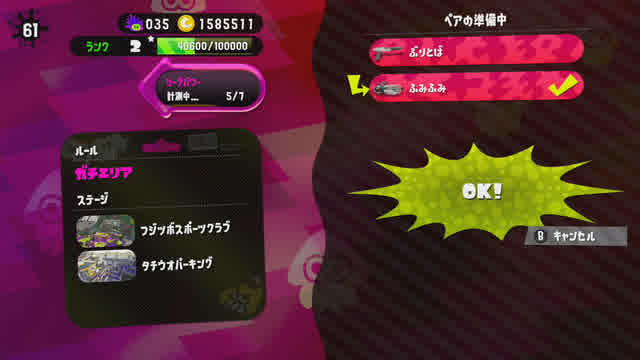 61
035 1585511
ランク 2 40600/100000
リーグパワー
計測中... 5/7
ルール
ガチエリア
ステージ
フジツボスポーツクラブ
タチウオパーキング
ペアの準備中
ぷりとば
ふみふみ
OK!
B キャンセル